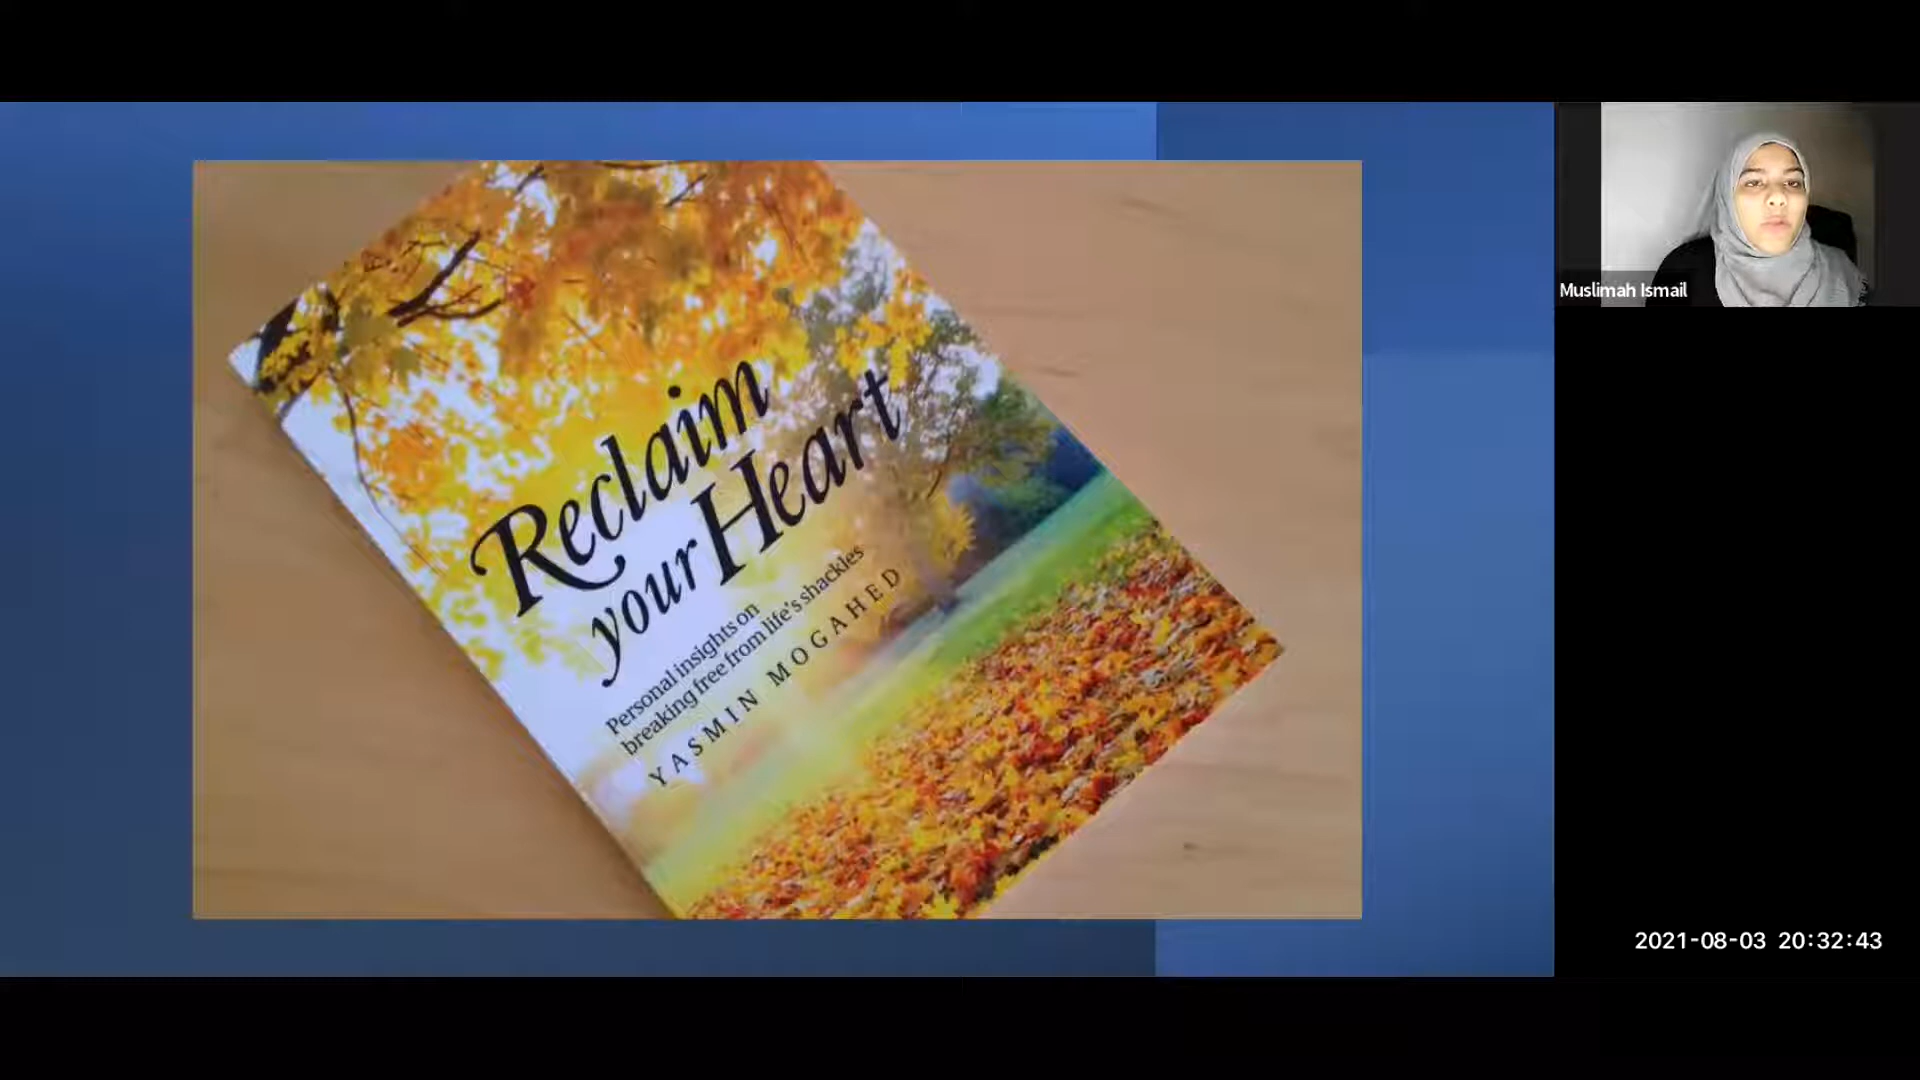 Reclaim
your Heart
Personal insights on
breaking free from life's shackles
YASMIN MOGAHED
Muslimah Ismail
2021-08-03 20:32:43